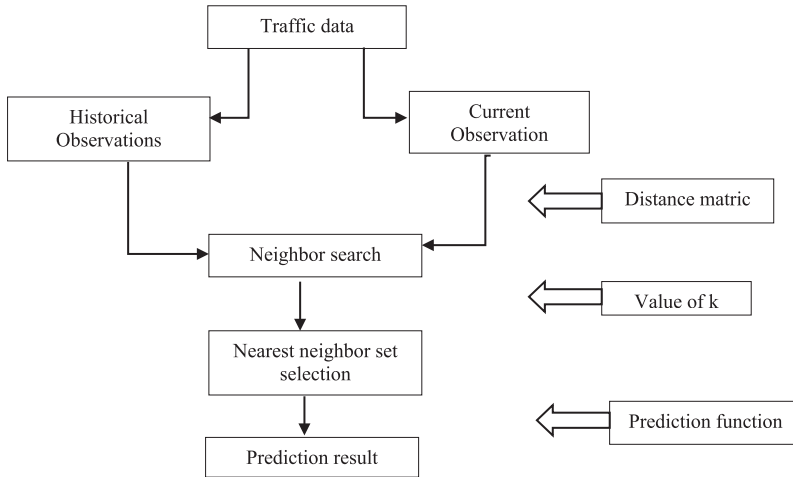 Traffic data
Historical
Observations
Current
Observation
Distance matric
Neighbor search
Value of k
Nearest neighbor set
selection
Prediction function
Prediction result